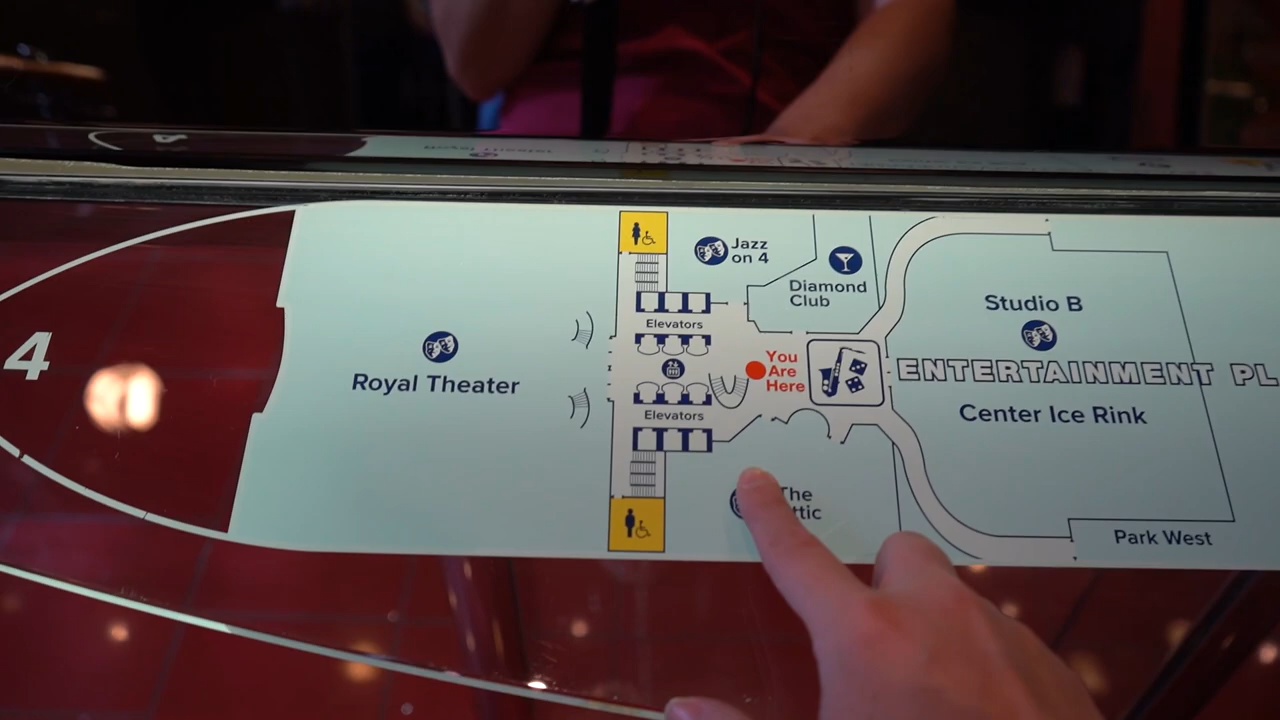 4
Royal Theater
Jazz
on 4
Diamond
Club
Elevators
You
Are
Here
Elevators
The
ttic
Studio B
ENTERTAINMENT PL
Center Ice Rink
Park West